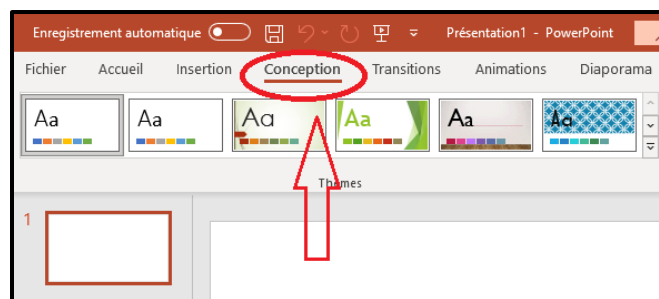 Enregistrement automatique Présentation1 - PowerPoint
Fichier Accueil Insertion Conception Transitions Animations Diaporama
Aa Aa Aa Aa Aa Aa
Thèmes
1